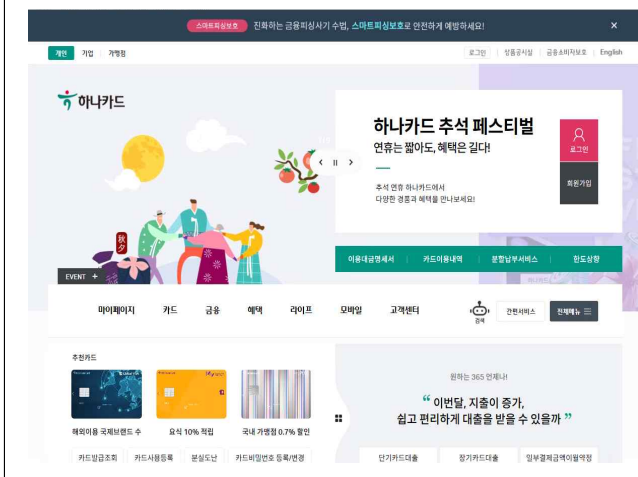 스마트피싱보호 진화하는 금융피싱사기 수법, 스마트피싱보호로 안전하게 예방하세요!
개인 기업 가맹점
로그인 상품공시실 금융소비자보호 English
하나카드
하나카드 추석 페스티벌
연휴는 짧아도, 혜택은 길다!
추석 연휴 하나카드에서
다양한 경품과 혜택을 만나보세요!
로그인
회원가입
秋夕
EVENT +
이용대금명세서 카드이용내역 분할납부서비스 한도상향
마이페이지 카드 금융 혜택 라이프 모바일 고객센터
검색
간편서비스 전체메뉴
추천카드
해외이용 국제브랜드 수
요식 10% 적립
국내 가맹점 0.7% 할인
카드발급조회 카드사용등록 분실도난 카드비밀번호 등록/변경
원하는 365 언제나!
“ 이번달, 지출이 증가,
쉽고 편리하게 대출을 받을 수 있을까 ”
단기카드대출 장기카드대출 일부결제금액이월약정